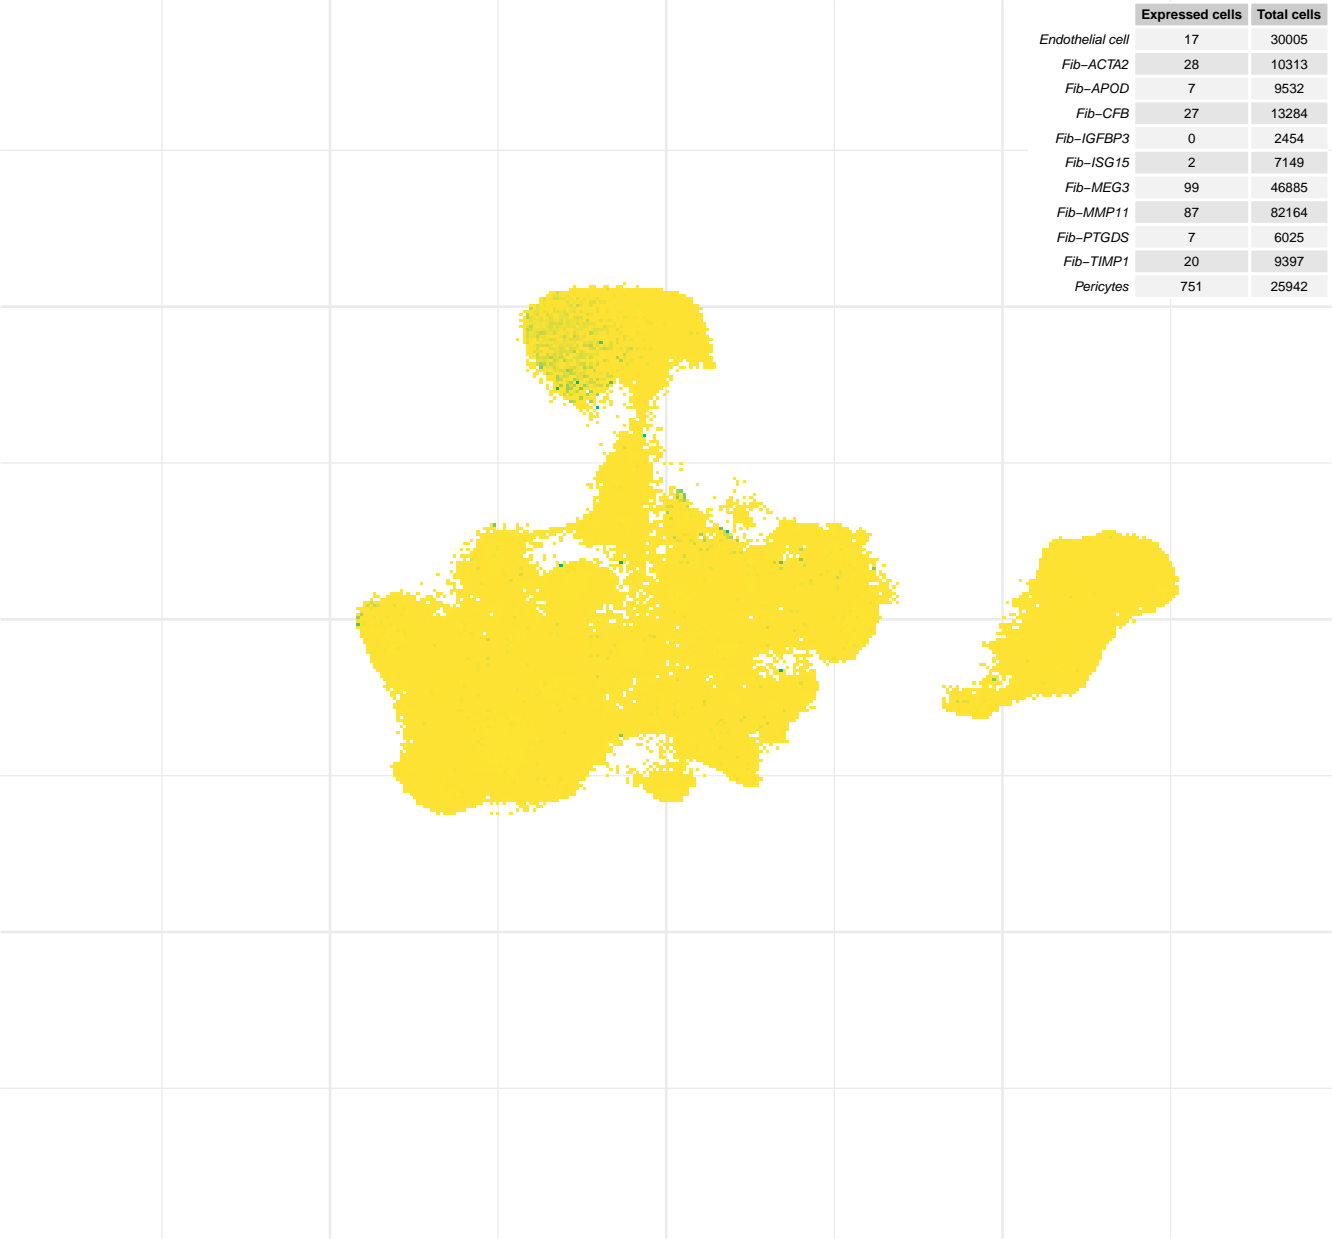 Expressed cells Total cells
Endothelial cell 17 30005
Fib−ACTA2 28 10313
Fib−APOD 7 9532
Fib−CFB 27 13284
Fib−IGFBP3 0 2454
Fib−ISG15 2 7149
Fib−MEG3 99 46885
Fib−MMP11 87 82164
Fib−PTGDS 7 6025
Fib−TIMP1 20 9397
Pericytes 751 25942